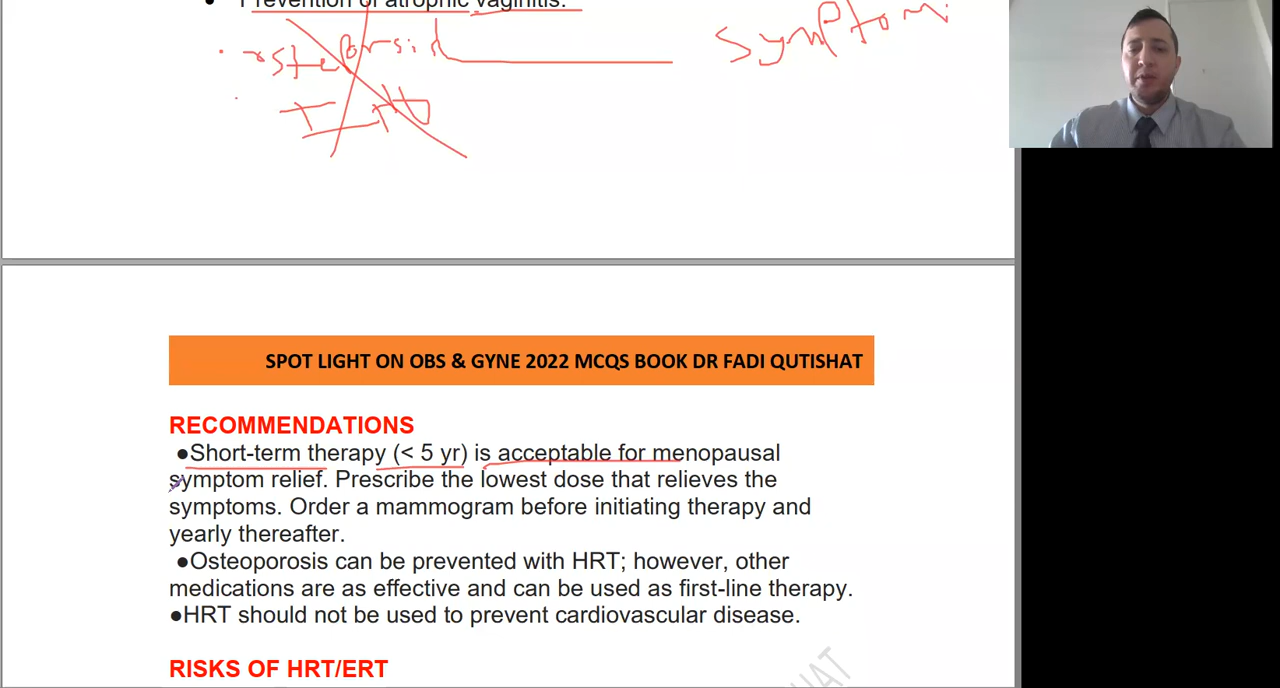 Prevention of atrophic vaginitis.
Symptom
SPOT LIGHT ON OBS & GYNE 2022 MCQS BOOK DR FADI QUTISHAT
RECOMMENDATIONS
●Short-term therapy (< 5 yr) is acceptable for menopausal
symptom relief. Prescribe the lowest dose that relieves the
symptoms. Order a mammogram before initiating therapy and
yearly thereafter.
●Osteoporosis can be prevented with HRT; however, other
medications are as effective and can be used as first-line therapy.
●HRT should not be used to prevent cardiovascular disease.
RISKS OF HRT/ERT